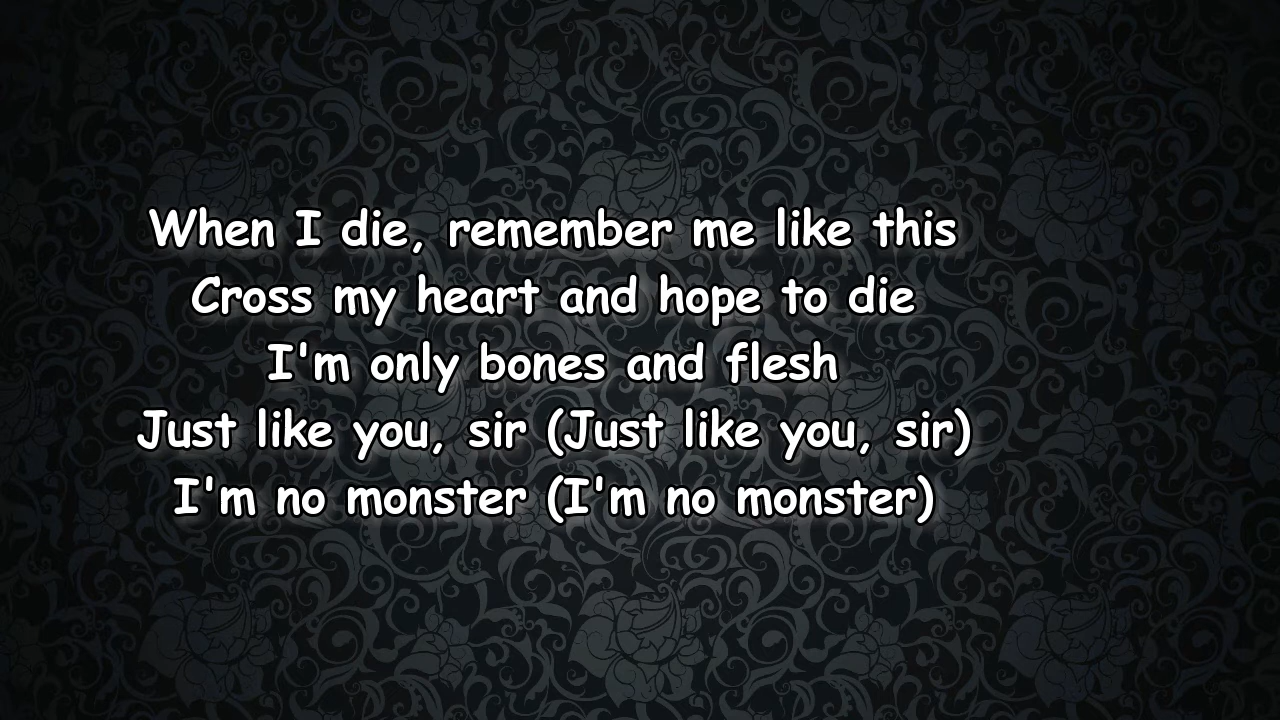 When I die, remember me like this
Cross my heart and hope to die
I'm only bones and flesh
Just like you, sir (Just like you, sir)
I'm no monster (I'm no monster)